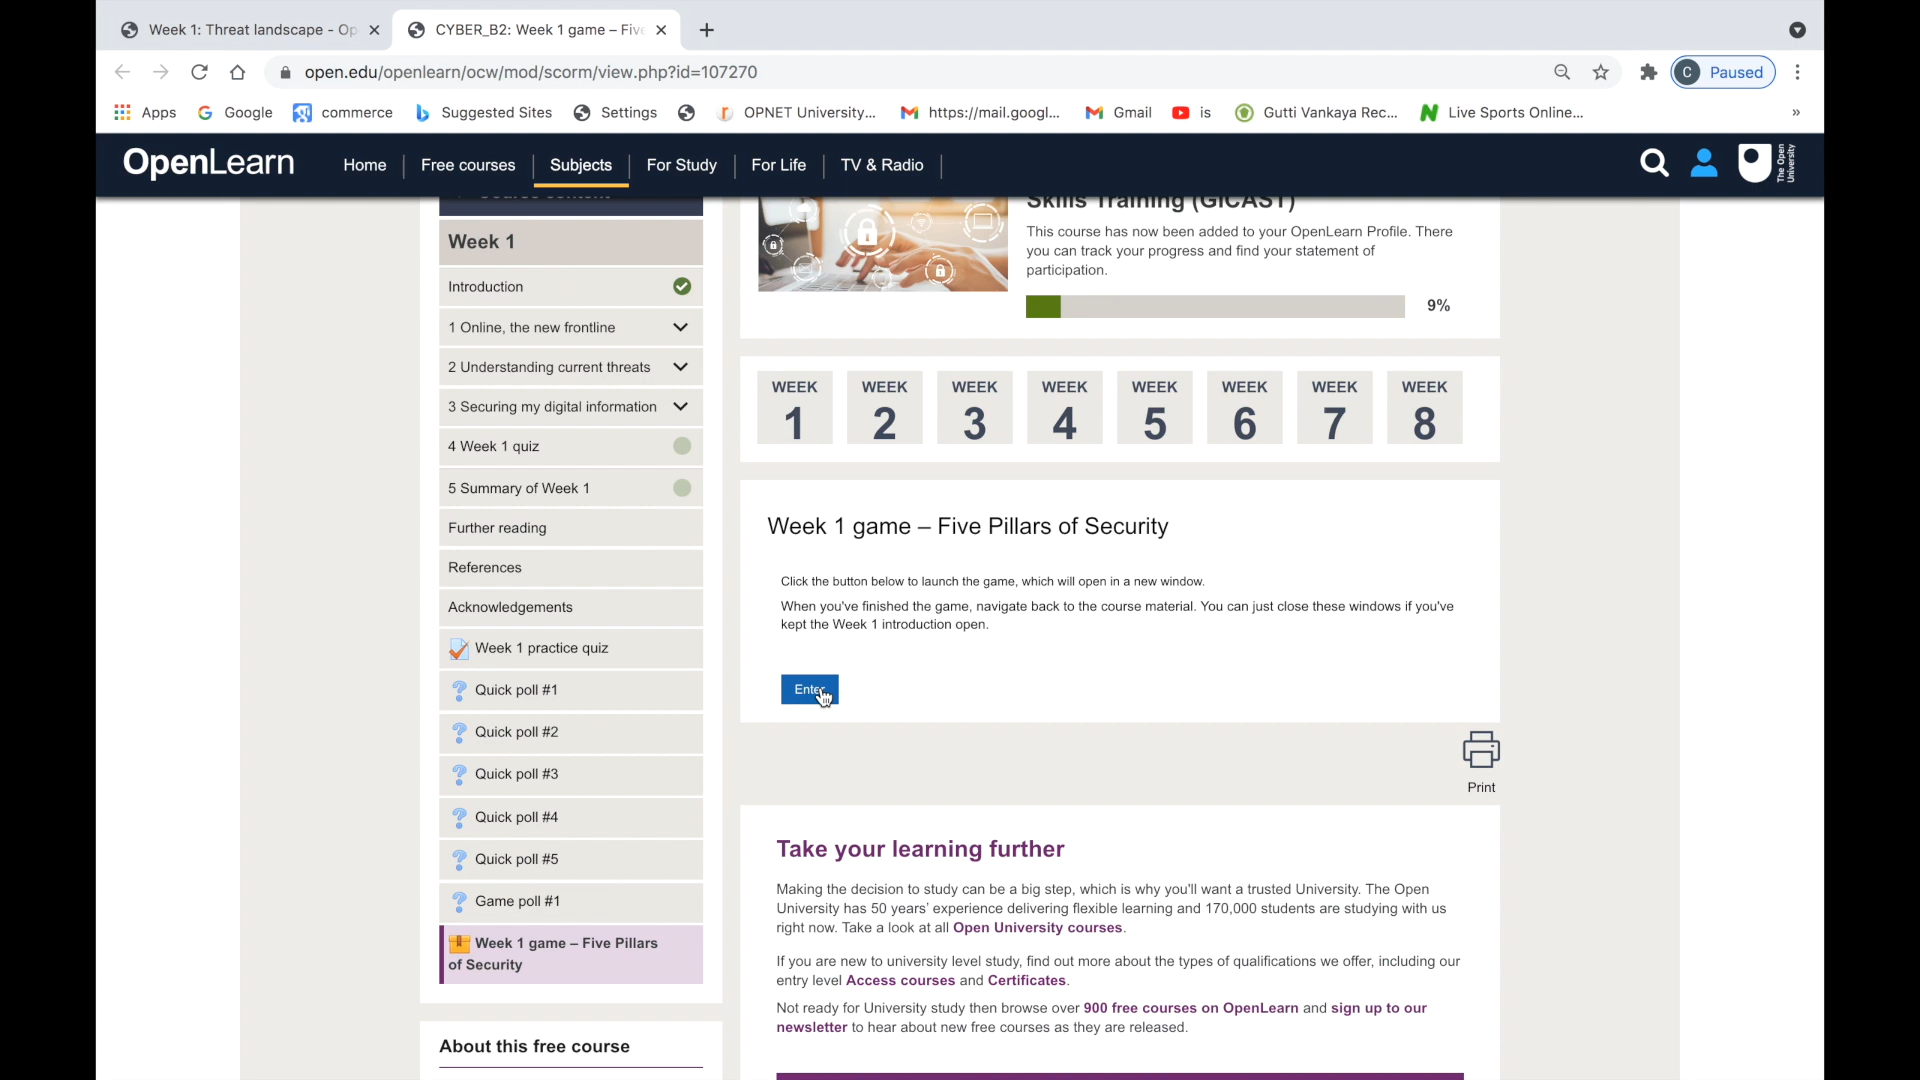 Week 1: Threat landscape - Op
CYBER_B2: Week 1 game – Five
open.edu/openlearn/ocw/mod/scorm/view.php?id=107270
C Paused
Apps
Google
commerce
Suggested Sites
Settings
OPNET University...
https://mail.googl...
Gmail
is
Gutti Vankaya Rec...
Live Sports Online...
»
OpenLearn
Home
Free courses
Subjects
For Study
For Life
TV & Radio
The Open
University
Course content
Week 1
Introduction
1 Online, the new frontline
2 Understanding current threats
3 Securing my digital information
4 Week 1 quiz
5 Summary of Week 1
Further reading
References
Acknowledgements
Week 1 practice quiz
Quick poll #1
Quick poll #2
Quick poll #3
Quick poll #4
Quick poll #5
Game poll #1
Week 1 game – Five Pillars
of Security
About this free course
Skills Training (GICAST)
This course has now been added to your OpenLearn Profile. There
you can track your progress and find your statement of
participation.
9%
WEEK 1
WEEK 2
WEEK 3
WEEK 4
WEEK 5
WEEK 6
WEEK 7
WEEK 8
Week 1 game – Five Pillars of Security
Click the button below to launch the game, which will open in a new window.
When you've finished the game, navigate back to the course material. You can just close these windows if you've
kept the Week 1 introduction open.
Enter
Print
Take your learning further
Making the decision to study can be a big step, which is why you'll want a trusted University. The Open
University has 50 years' experience delivering flexible learning and 170,000 students are studying with us
right now. Take a look at all Open University courses.
If you are new to university level study, find out more about the types of qualifications we offer, including our
entry level Access courses and Certificates.
Not ready for University study then browse over 900 free courses on OpenLearn and sign up to our
newsletter to hear about new free courses as they are released.